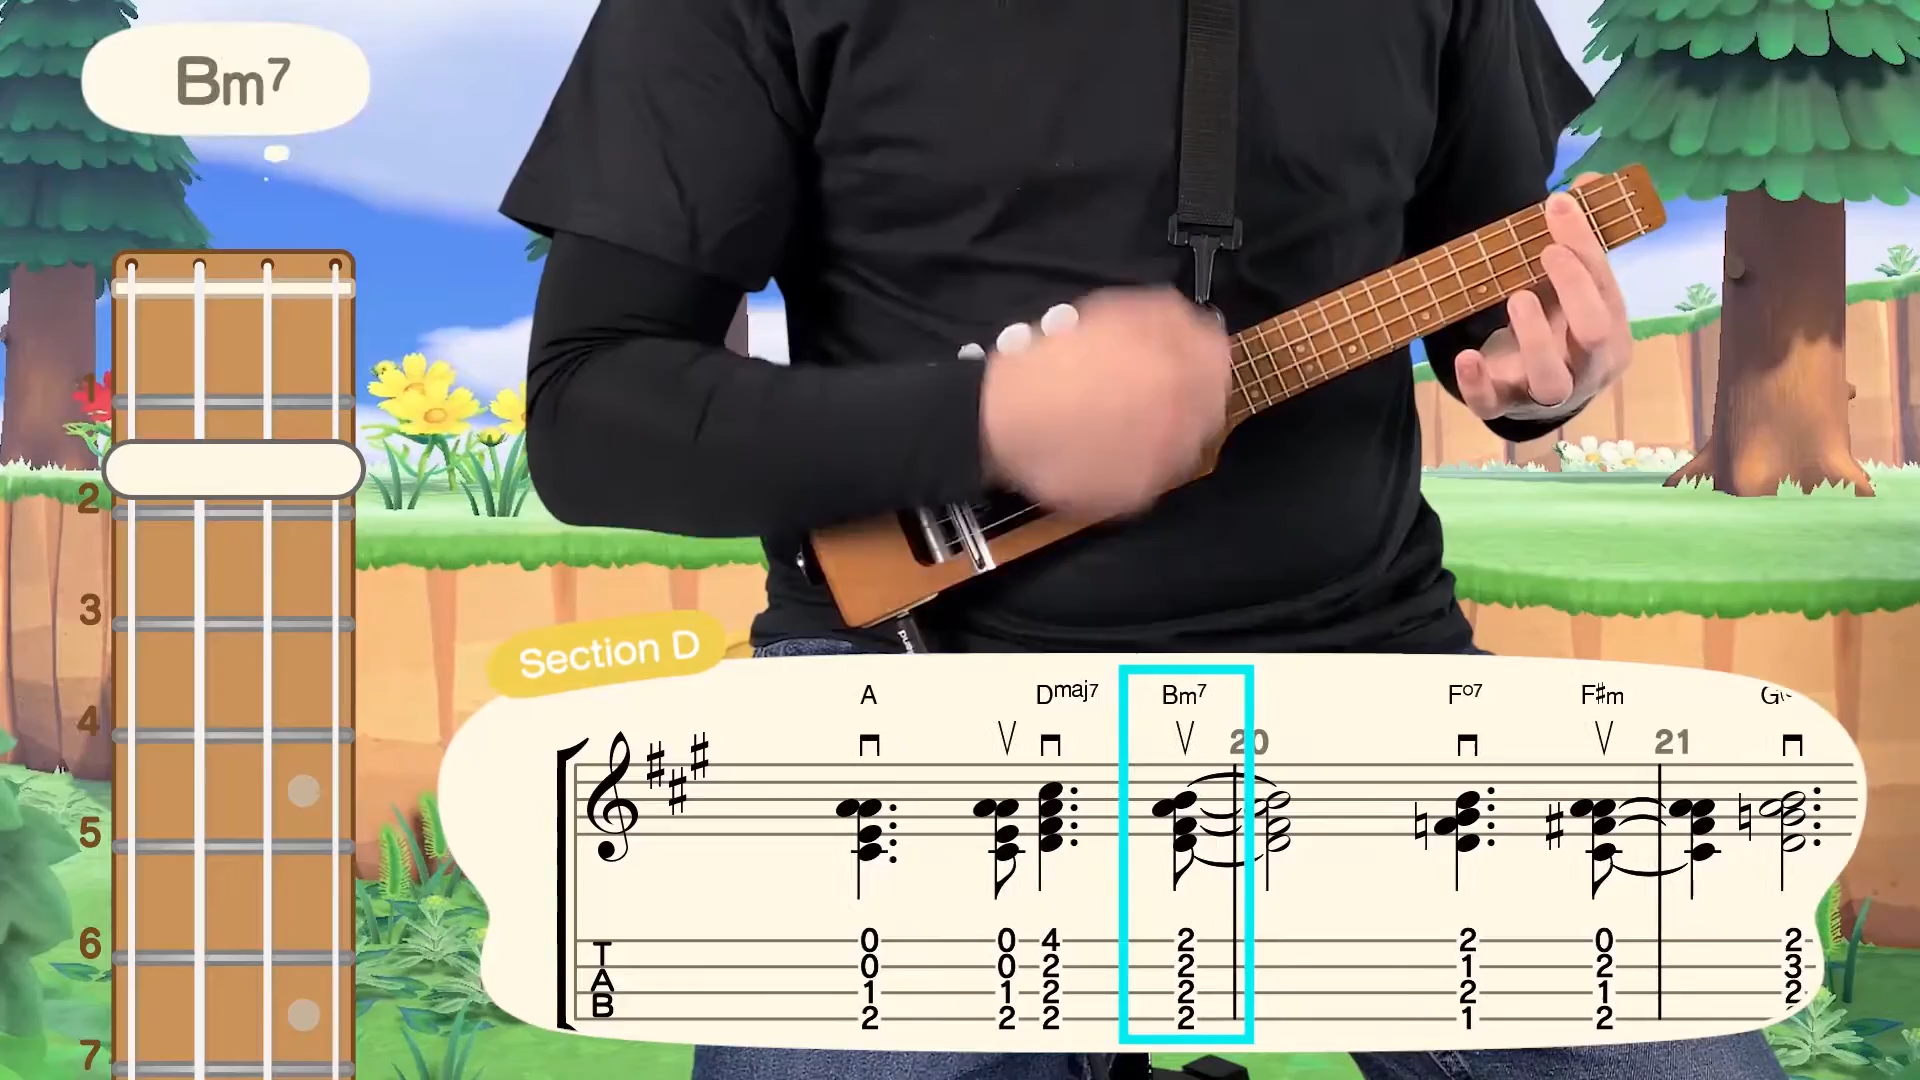 Bm7
1
2
3
4
5
6
7
Section D
A Dmaj7 Bm7 Fo7 F♯m
20 21
T
A
B
0 0 4 2 2 0 2
0 0 2 2 1 2 3
1 1 2 2 2 1 2
2 2 2 2 1 2